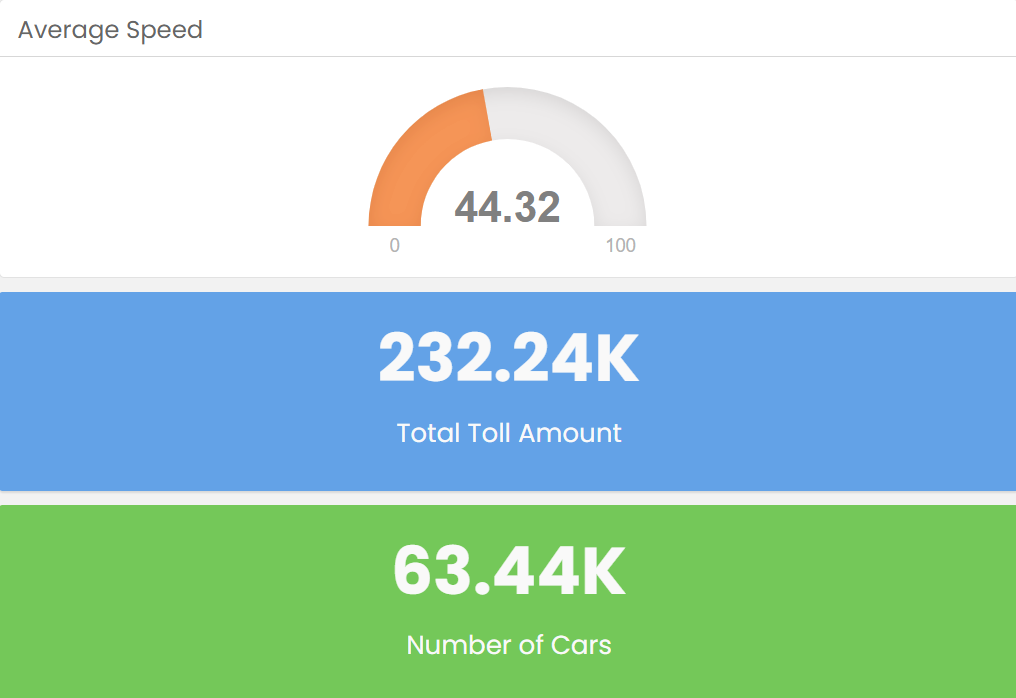 Average Speed
44.32
0 100
232.24K
Total Toll Amount
63.44K
Number of Cars